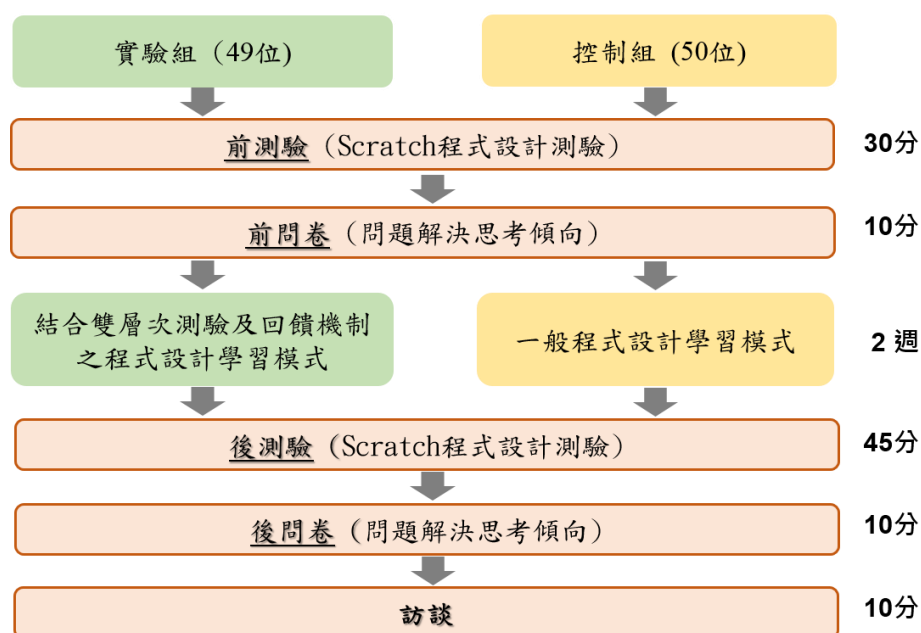 實驗組（49位)
控制組 (50位)
前測驗（Scratch程式設計測驗）
30分
前問卷（問題解決思考傾向）
10分
結合雙層次測驗及回饋機制
之程式設計學習模式
一般程式設計學習模式
2 週
後測驗（Scratch程式設計測驗）
45分
後問卷（問題解決思考傾向）
10分
訪談
10分